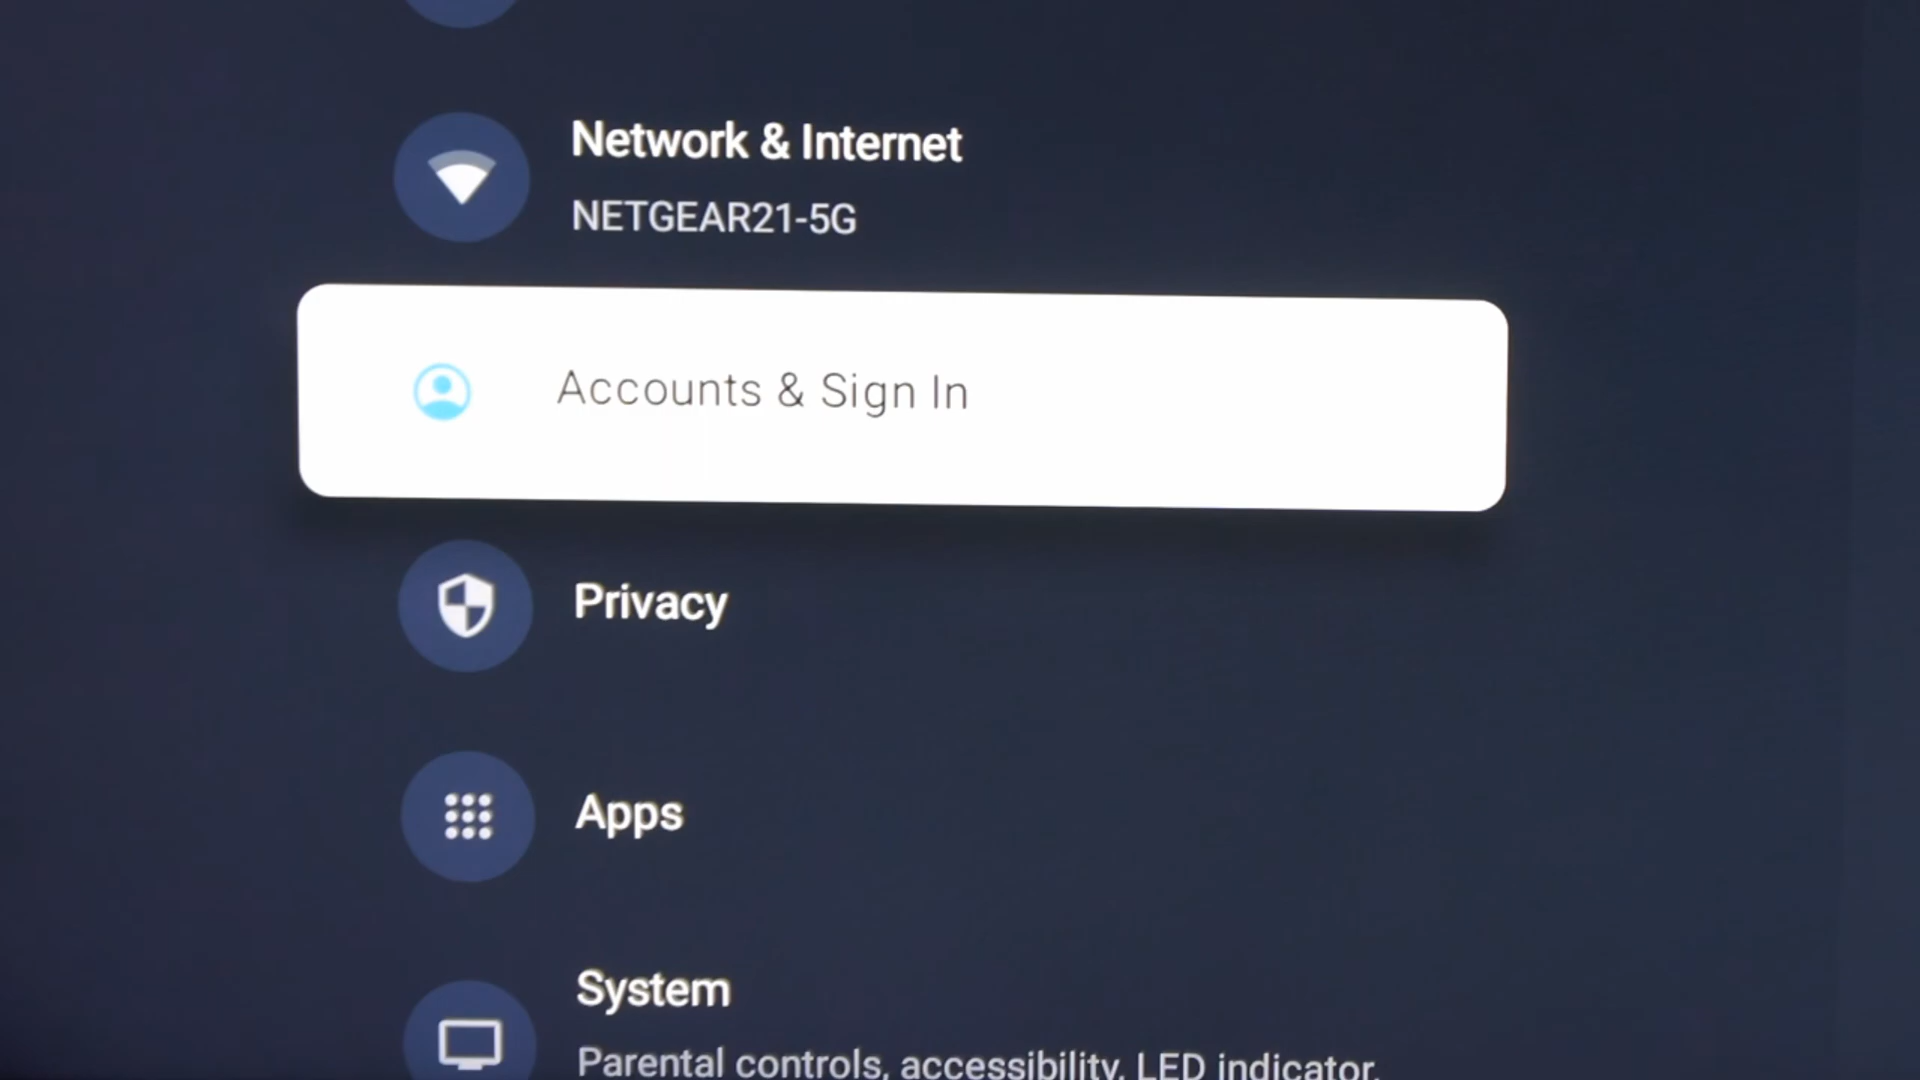 Network & Internet
NETGEAR21-5G
Accounts & Sign In
Privacy
Apps
System
Parental controls, accessibility, LED indicator,